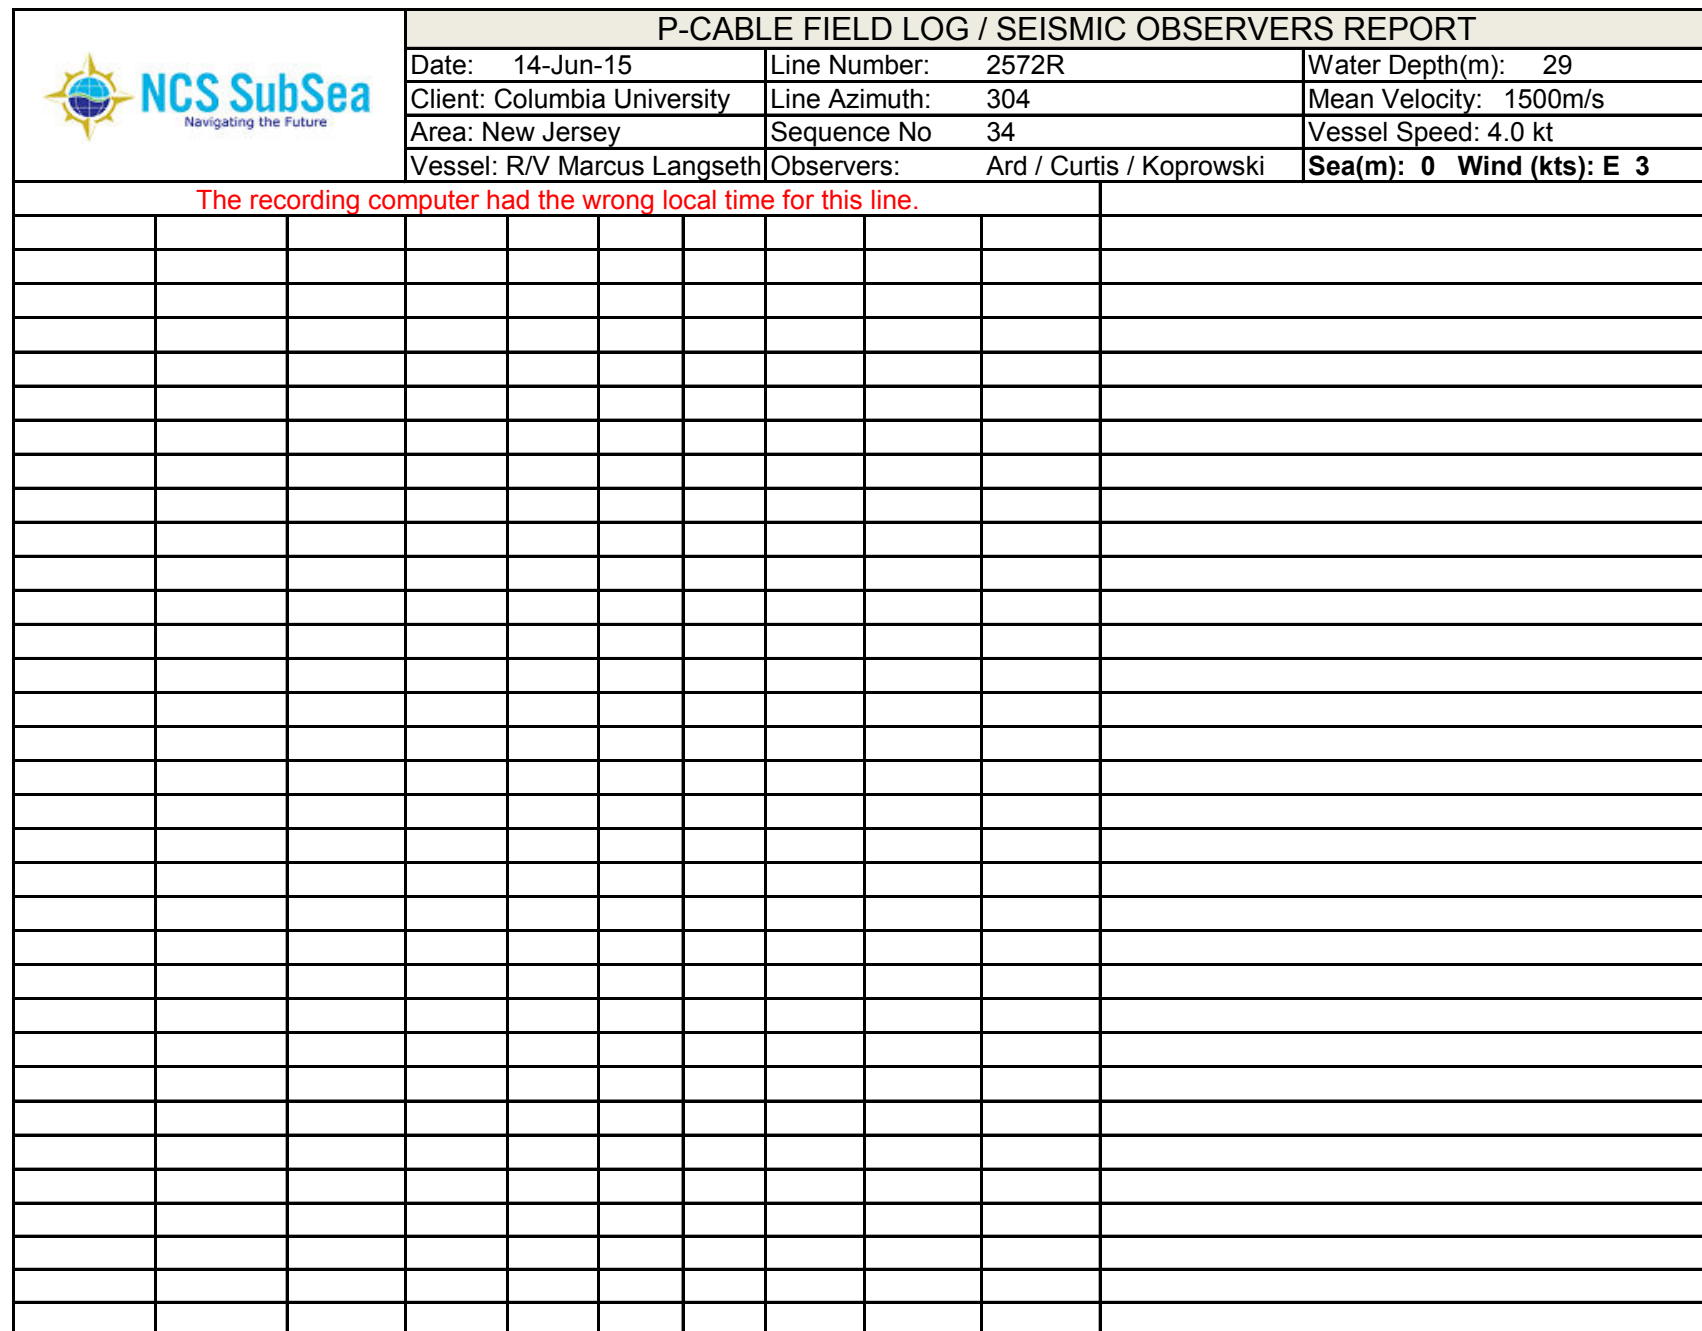 P-CABLE FIELD LOG / SEISMIC OBSERVERS REPORT
NCS SubSea
Navigating the Future
Date: 14-Jun-15 Line Number: 2572R Water Depth(m): 29
Client: Columbia University Line Azimuth: 304 Mean Velocity: 1500m/s
Area: New Jersey Sequence No 34 Vessel Speed: 4.0 kt
Vessel: R/V Marcus Langseth Observers: Ard / Curtis / Koprowski Sea(m): 0 Wind (kts): E 3
The recording computer had the wrong local time for this line.